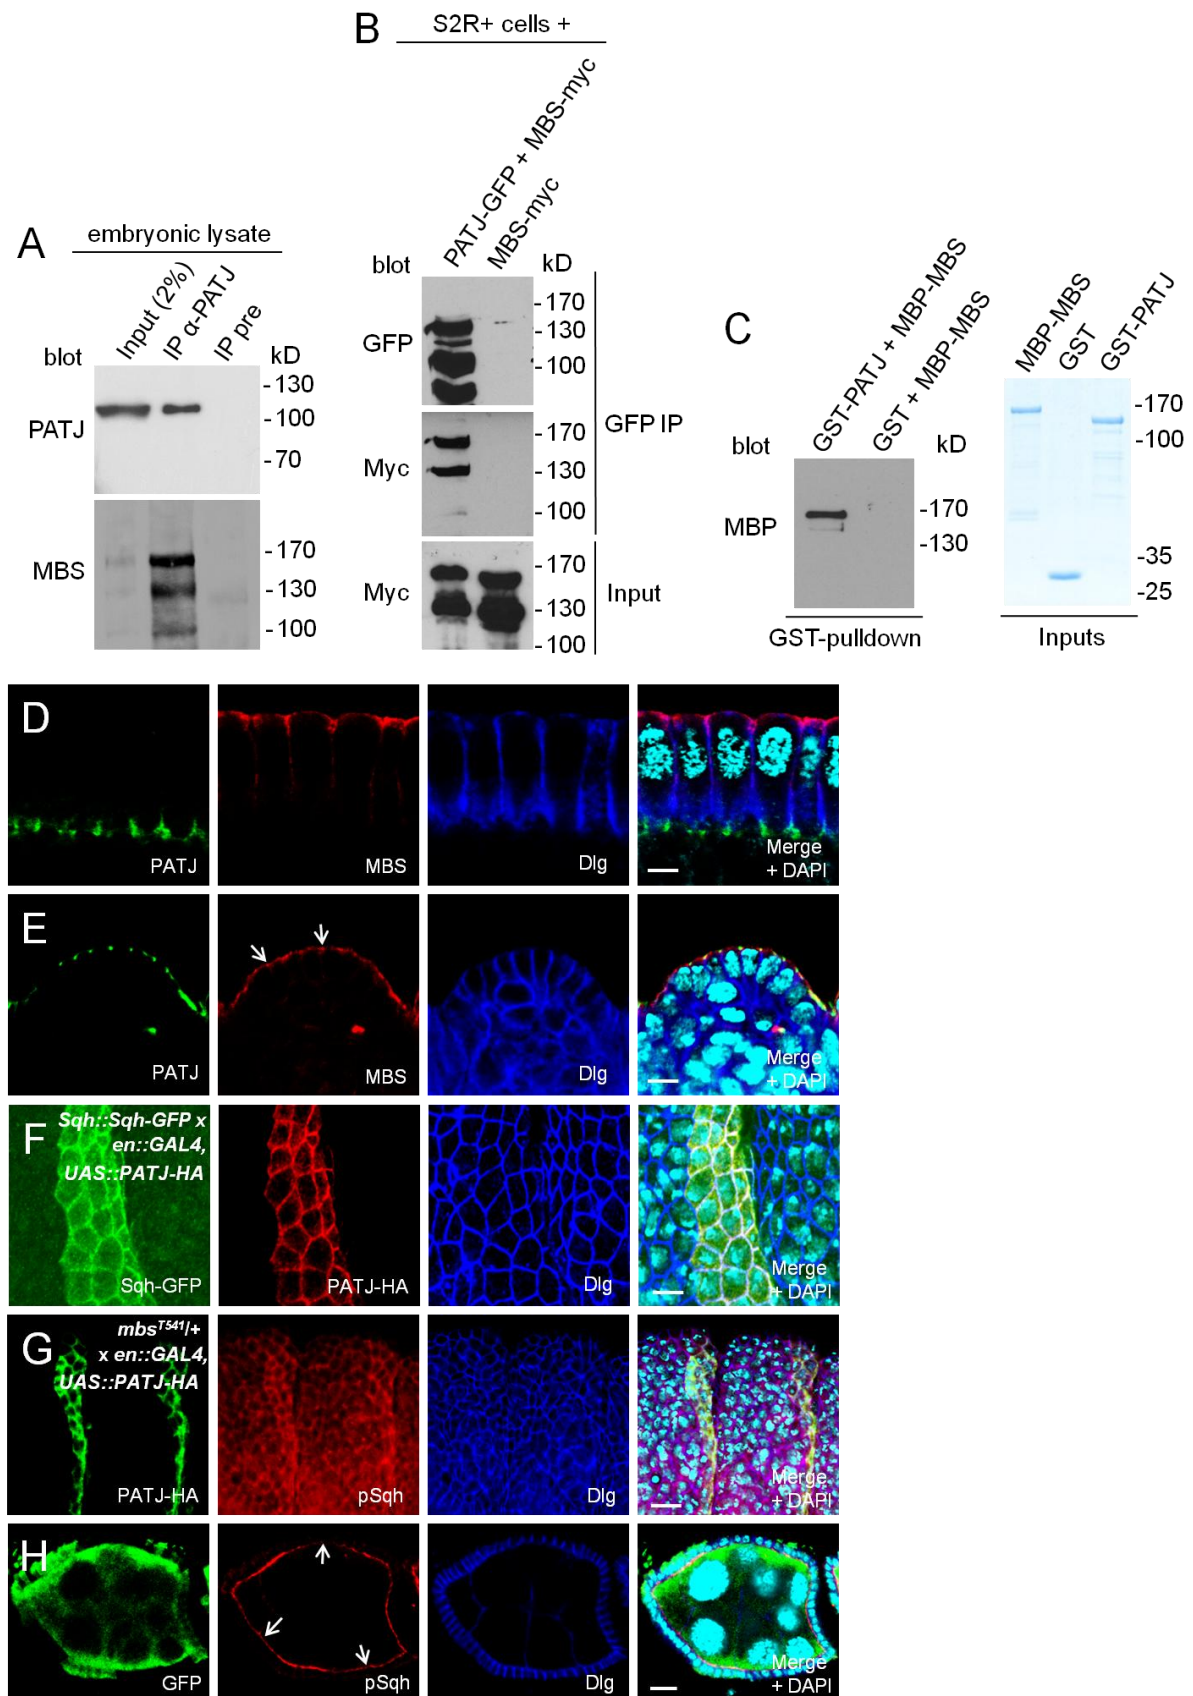 A
embryonic lysate
Input (2%)
IP α-PATJ
IP pre
blot
kD
PATJ
-130
-100
-70
MBS
-170
-130
-100
B
S2R+ cells +
PATJ-GFP + MBS-myc
MBS-myc
blot
kD
GFP
-170
-130
-100
Myc
-170
-130
-100
GFP IP
Myc
-170
-130
-100
Input
C
GST-PATJ + MBP-MBS
GST + MBP-MBS
blot
kD
MBP
-170
-130
GST-pulldown
MBP-MBS
GST
GST-PATJ
-170
-100
-35
-25
Inputs
D
PATJ
MBS
Dlg
Merge
+ DAPI
E
PATJ
MBS
Dlg
Merge
+ DAPI
F
Sqh::Sqh-GFP x
en::GAL4,
UAS::PATJ-HA
Sqh-GFP
PATJ-HA
Dlg
Merge
+ DAPI
G
mbsT541/+
x en::GAL4,
UAS::PATJ-HA
PATJ-HA
pSqh
Dlg
Merge
+ DAPI
H
GFP
pSqh
Dlg
Merge
+ DAPI